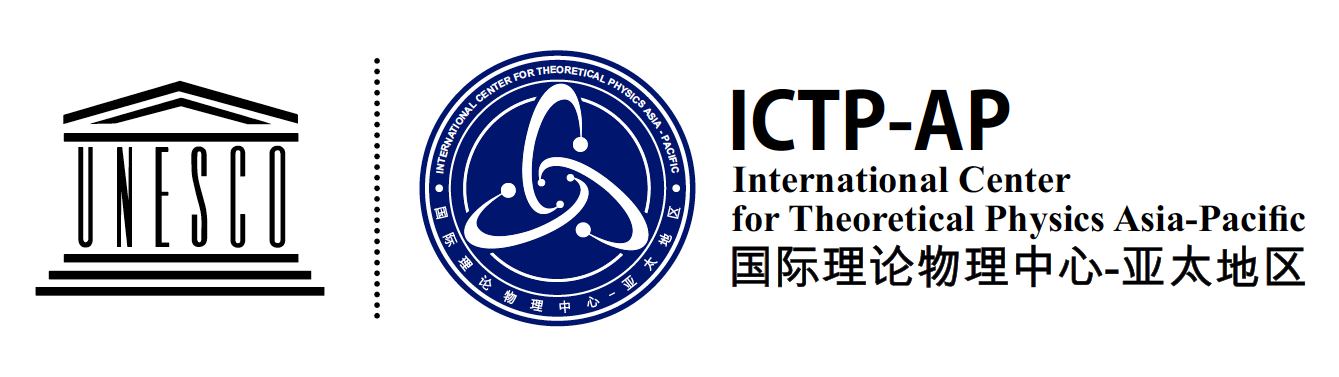 UNESCO
INTERNATIONAL CENTER FOR THEORETICAL PHYSICS ASIA - PACIFIC
国际理论物理中心-亚太地区
ICTP-AP
International Center
for Theoretical Physics Asia-Pacific
国际理论物理中心-亚太地区